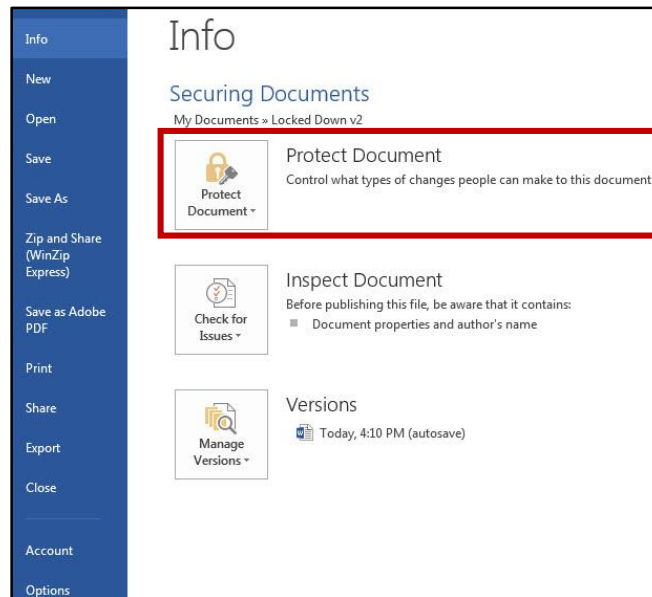 Info
New
Open
Save
Save As
Zip and Share
(WinZip
Express)
Save as Adobe
PDF
Print
Share
Export
Close
Account
Options
Info
Securing Documents
My Documents » Locked Down v2
Protect
Document
Protect Document
Control what types of changes people can make to this document
Check for
Issues
Inspect Document
Before publishing this file, be aware that it contains:
Document properties and author's name
Manage
Versions
Versions
Today, 4:10 PM (autosave)